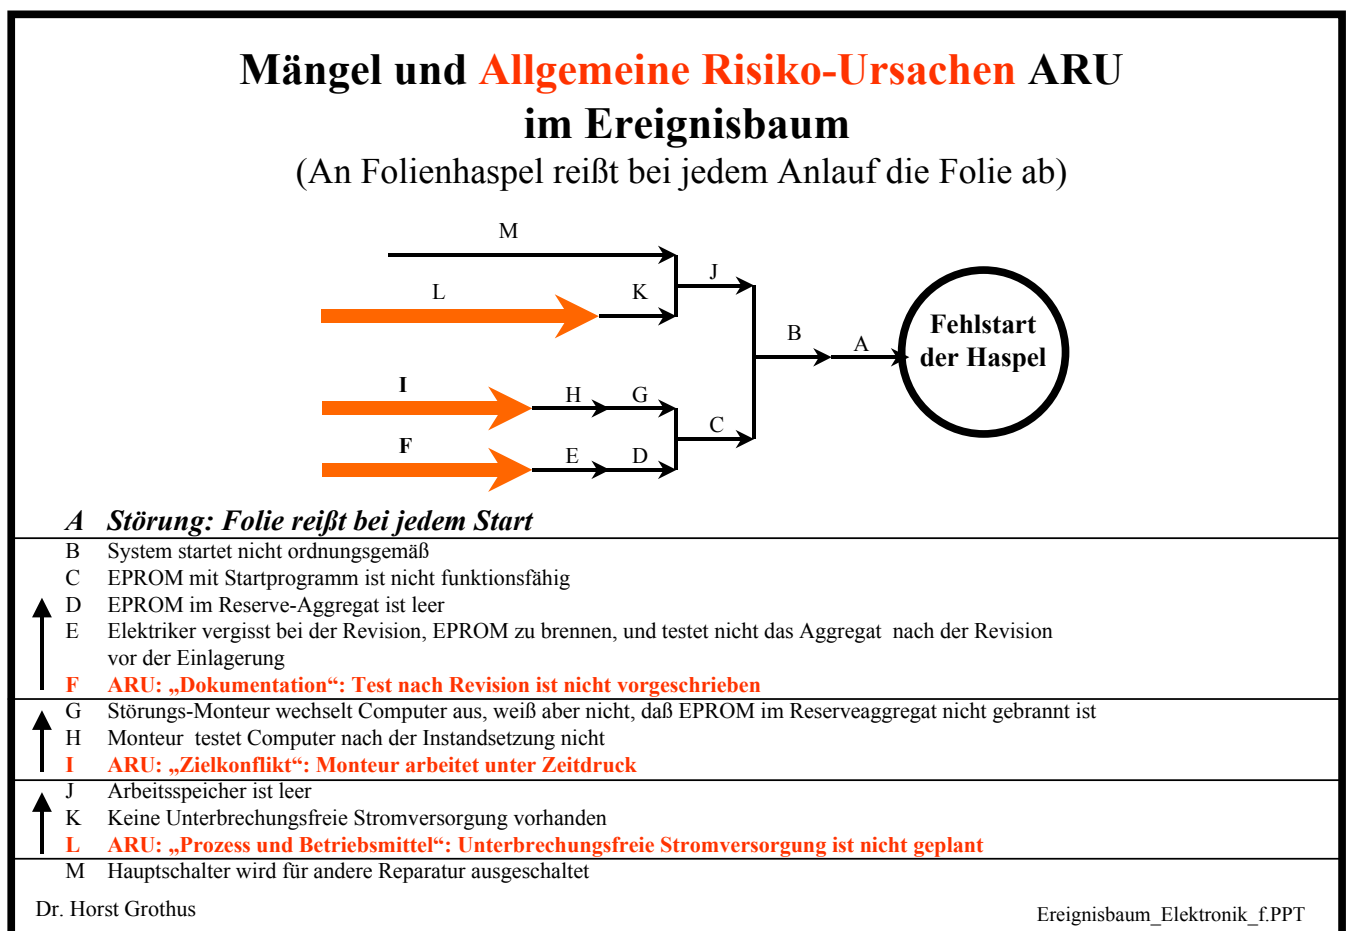 Mängel und Allgemeine Risiko-Ursachen ARU
im Ereignisbaum
(An Folienhaspel reißt bei jedem Anlauf die Folie ab)
M
L
K
J
I
H
G
F
E
D
C
B
A
Fehlstart
der Haspel
A Störung: Folie reißt bei jedem Start
B System startet nicht ordnungsgemäß
C EPROM mit Startprogramm ist nicht funktionsfähig
D EPROM im Reserve-Aggregat ist leer
E Elektriker vergisst bei der Revision, EPROM zu brennen, und testet nicht das Aggregat nach der Revision
vor der Einlagerung
F ARU: „Dokumentation“: Test nach Revision ist nicht vorgeschrieben
G Störungs-Monteur wechselt Computer aus, weiß aber nicht, daß EPROM im Reserveaggregat nicht gebrannt ist
H Monteur testet Computer nach der Instandsetzung nicht
I ARU: „Zielkonflikt“: Monteur arbeitet unter Zeitdruck
J Arbeitsspeicher ist leer
K Keine Unterbrechungsfreie Stromversorgung vorhanden
L ARU: „Prozess und Betriebsmittel“: Unterbrechungsfreie Stromversorgung ist nicht geplant
M Hauptschalter wird für andere Reparatur ausgeschaltet
Dr. Horst Grothus
Ereignisbaum_Elektronik_f.PPT